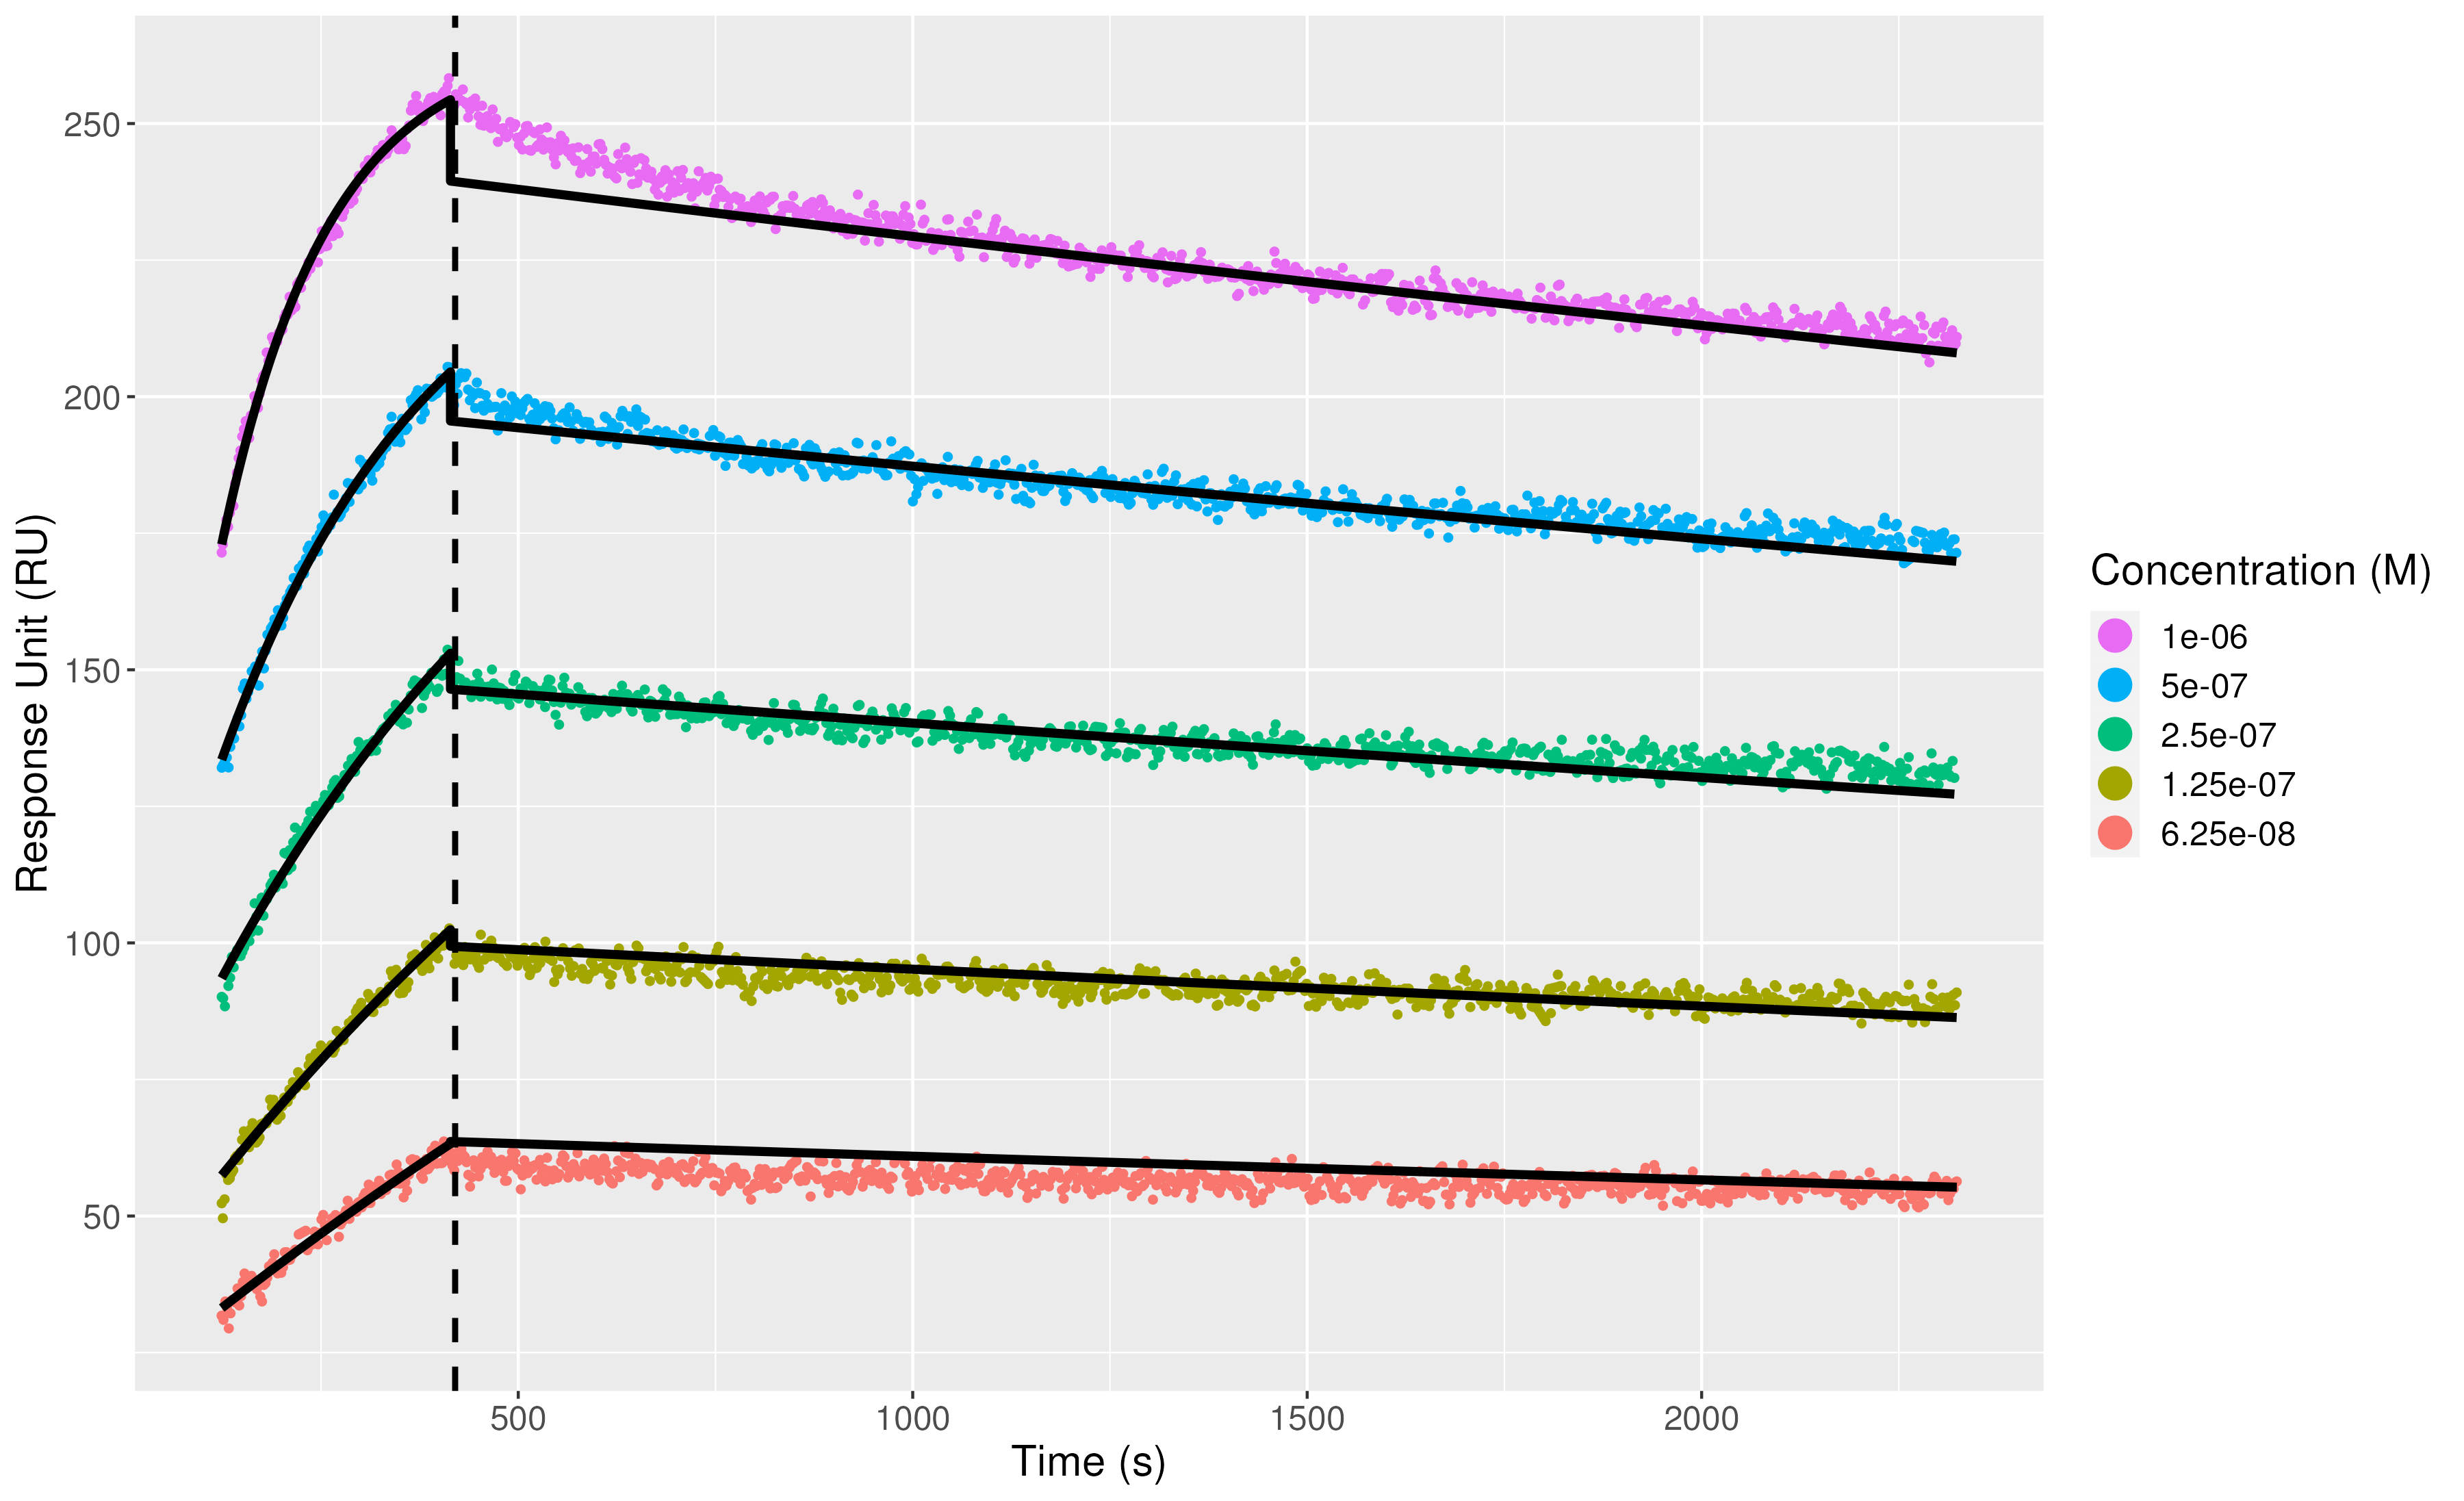 250
200
150
100
50
Response Unit (RU)
500 1000 1500 2000
Time (s)
Concentration (M)
1e-06
5e-07
2.5e-07
1.25e-07
6.25e-08